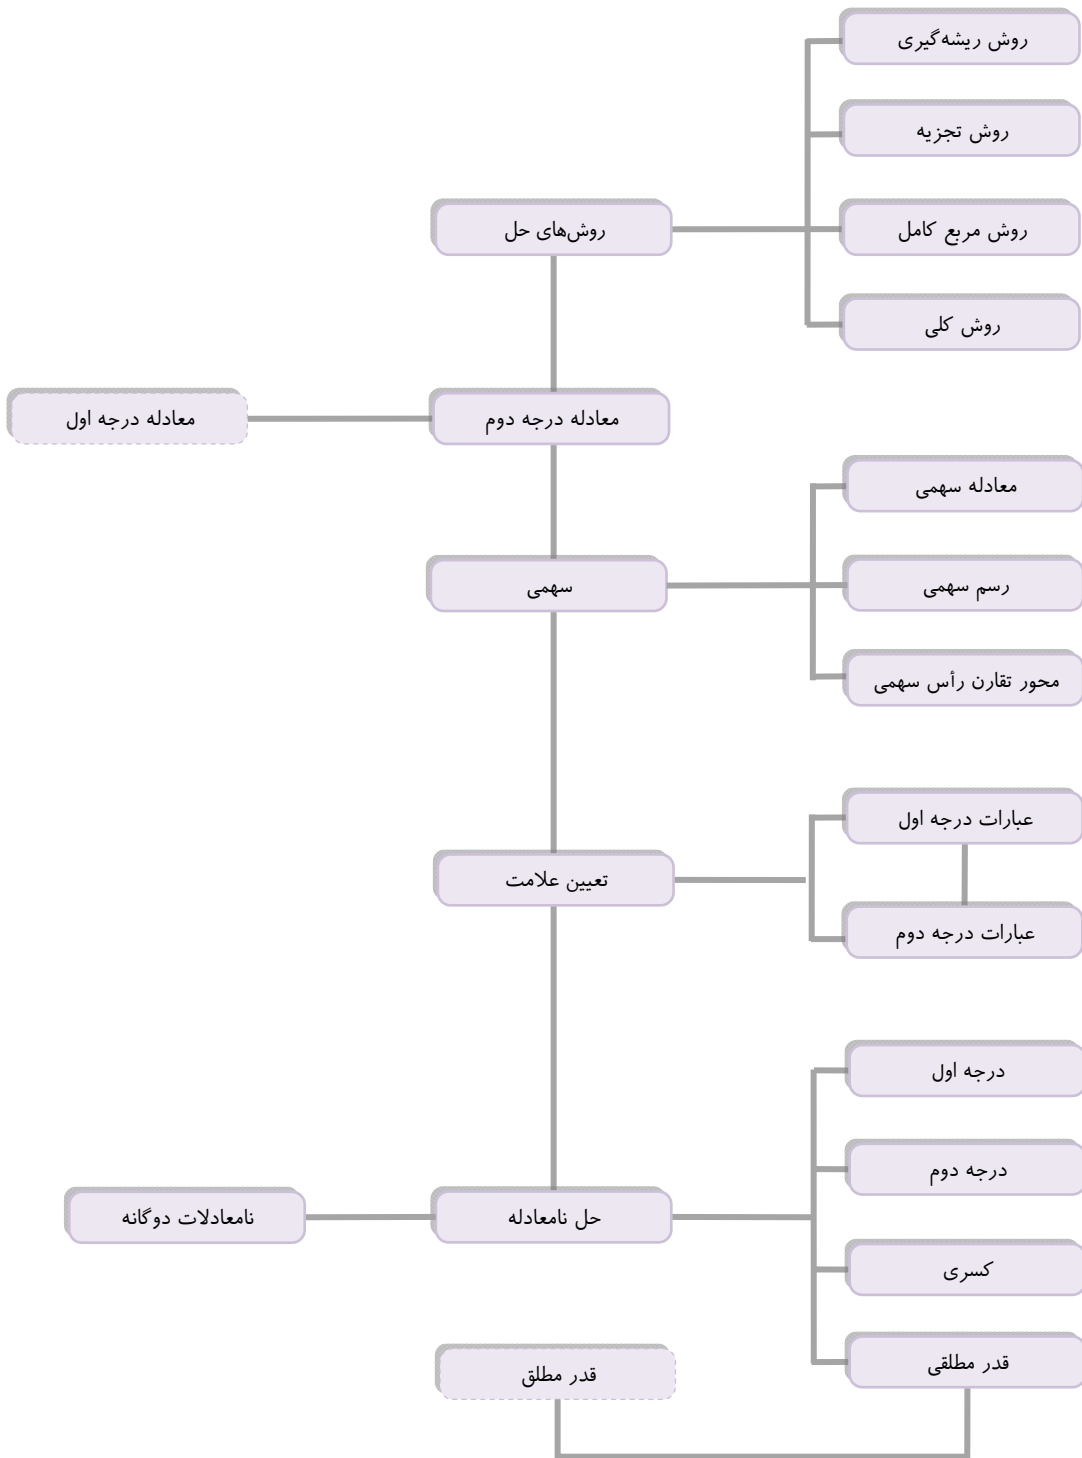 روش ریشه‌گیری
روش تجزیه
روش‌های حل
روش مربع کامل
روش کلی
معادله درجه دوم
معادله درجه اول
معادله سهمی
سهمی
رسم سهمی
محور تقارن رأس سهمی
عبارات درجه اول
تعیین علامت
عبارات درجه دوم
درجه اول
درجه دوم
حل نامعادله
نامعادلات دوگانه
کسری
قدر مطلقی
قدر مطلق